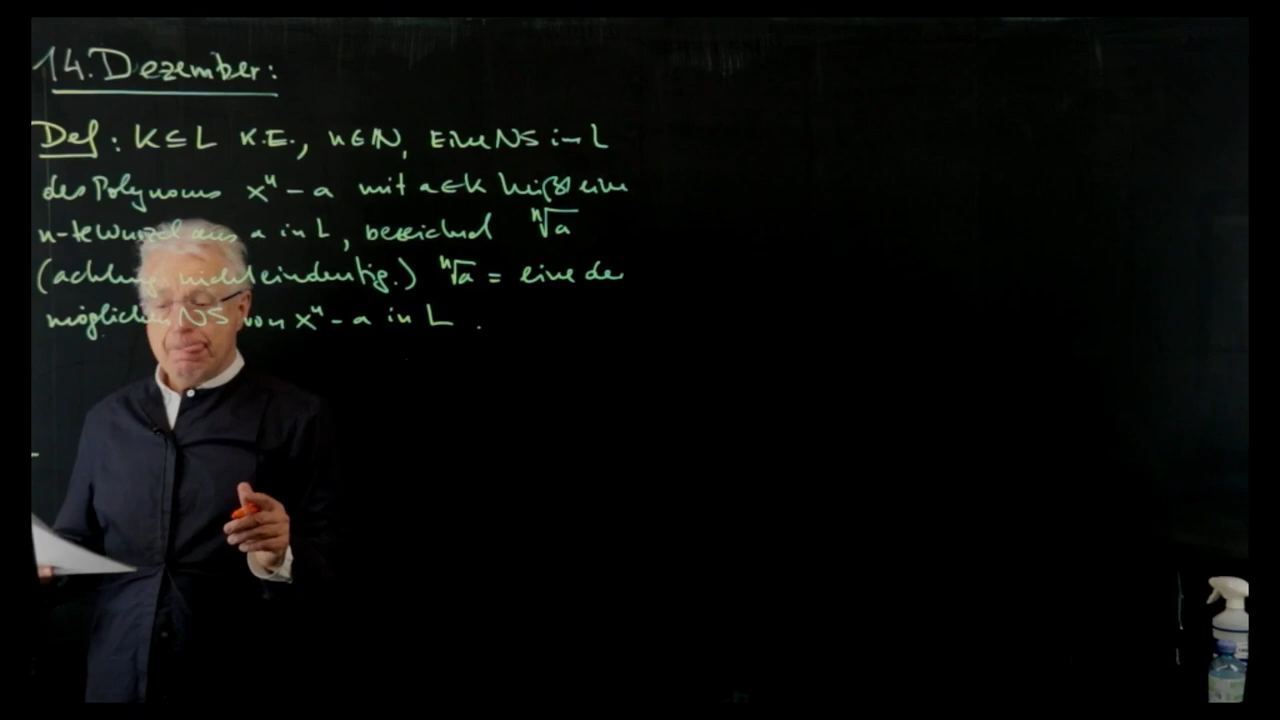 14. Dezember:
Def: K ⊆ L K.E., n ∈ ℕ, Eine NS in L
des Polynoms xⁿ - a mit a ∈ K heißt eine
n-te Wurzel aus a in L, bezeichnet ⁿ√a
(achtung, nicht eindeutig.) ⁿ√a = eine der
möglichen NS von xⁿ - a in L.